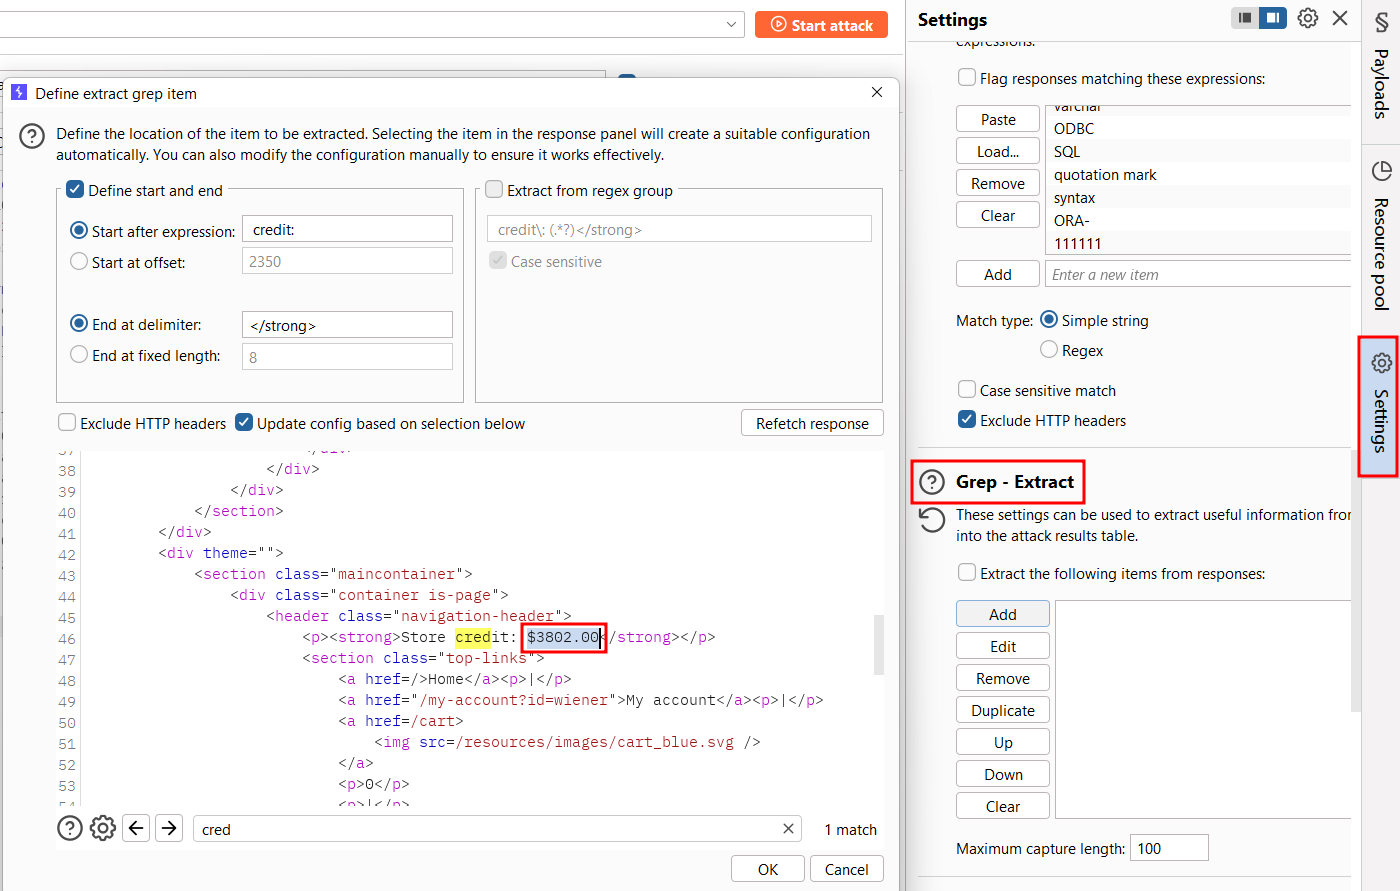 Start attack
Define extract grep item
Define the location of the item to be extracted. Selecting the item in the response panel will create a suitable configuration
automatically. You can also modify the configuration manually to ensure it works effectively.
Define start and end
Start after expression: credit:
Start at offset: 2350
End at delimiter: </strong>
End at fixed length: 8
Extract from regex group
credit\: (.*?)</strong>
Case sensitive
Exclude HTTP headers Update config based on selection below Refetch response
37 </div>
38 </div>
39 </div>
40 </section>
41 </div>
42 <div theme="">
43 <section class="maincontainer">
44 <div class="container is-page">
45 <header class="navigation-header">
46 <p><strong>Store credit: $3802.00</strong></p>
47 <section class="top-links">
48 <a href=/>Home</a><p>|</p>
49 <a href="/my-account?id=wiener">My account</a><p>|</p>
50 <a href=/cart>
51 <img src=/resources/images/cart_blue.svg />
52 </a>
53 <p>0</p>
54 <p>|</p>
cred 1 match
OK Cancel
Settings
expressions.
Flag responses matching these expressions:
Paste
Load...
Remove
Clear
varchar
ODBC
SQL
quotation mark
syntax
ORA-
111111
Add Enter a new item
Match type: Simple string
Regex
Case sensitive match
Exclude HTTP headers
Grep - Extract
These settings can be used to extract useful information from
into the attack results table.
Extract the following items from responses:
Add
Edit
Remove
Duplicate
Up
Down
Clear
Maximum capture length: 100
Payloads
Resource pool
Settings